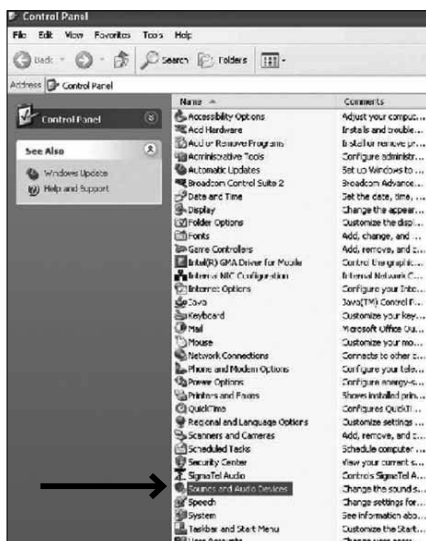 Control Panel
File Edit View Favorites Tools Help
Back Search Folders
Address Control Panel
Control Panel
See Also
Windows Update
Help and Support
Name Comments
Accessibility Options Adjust your comput...
Add Hardware Installs and trouble...
Add or Remove Programs Install or remove pr...
Administrative Tools Configure administr...
Automatic Updates Set up Windows to ...
Broadcom Control Suite 2 Broadcom Advance...
Date and Time Set the date, time, ...
Display Change the appear...
Folder Options Customize the displ...
Fonts Add, change, and ...
Game Controllers Add, remove, and c...
Intel(R) GMA Driver for Mobile Control the graphic...
Internal NIC Configuration Internal Network C...
Internet Options Configure your Inte...
Java Java(TM) Control P...
Keyboard Customize your key...
Mail Microsoft Office Ou...
Mouse Customize your mo...
Network Connections Connects to other c...
Phone and Modem Options Configure your tele...
Power Options Configure energy-s...
Printers and Faxes Shows installed prin...
QuickTime Configures QuickTi...
Regional and Language Options Customize settings ...
Scanners and Cameras Add, remove, and c...
Scheduled Tasks Schedule computer ...
Security Center View your current s...
SigmaTel Audio Controls SigmaTel A...
Sounds and Audio Devices Change the sound s...
Speech Change settings for...
System See information abo...
Taskbar and Start Menu Customize the Start...
User Accounts Change user